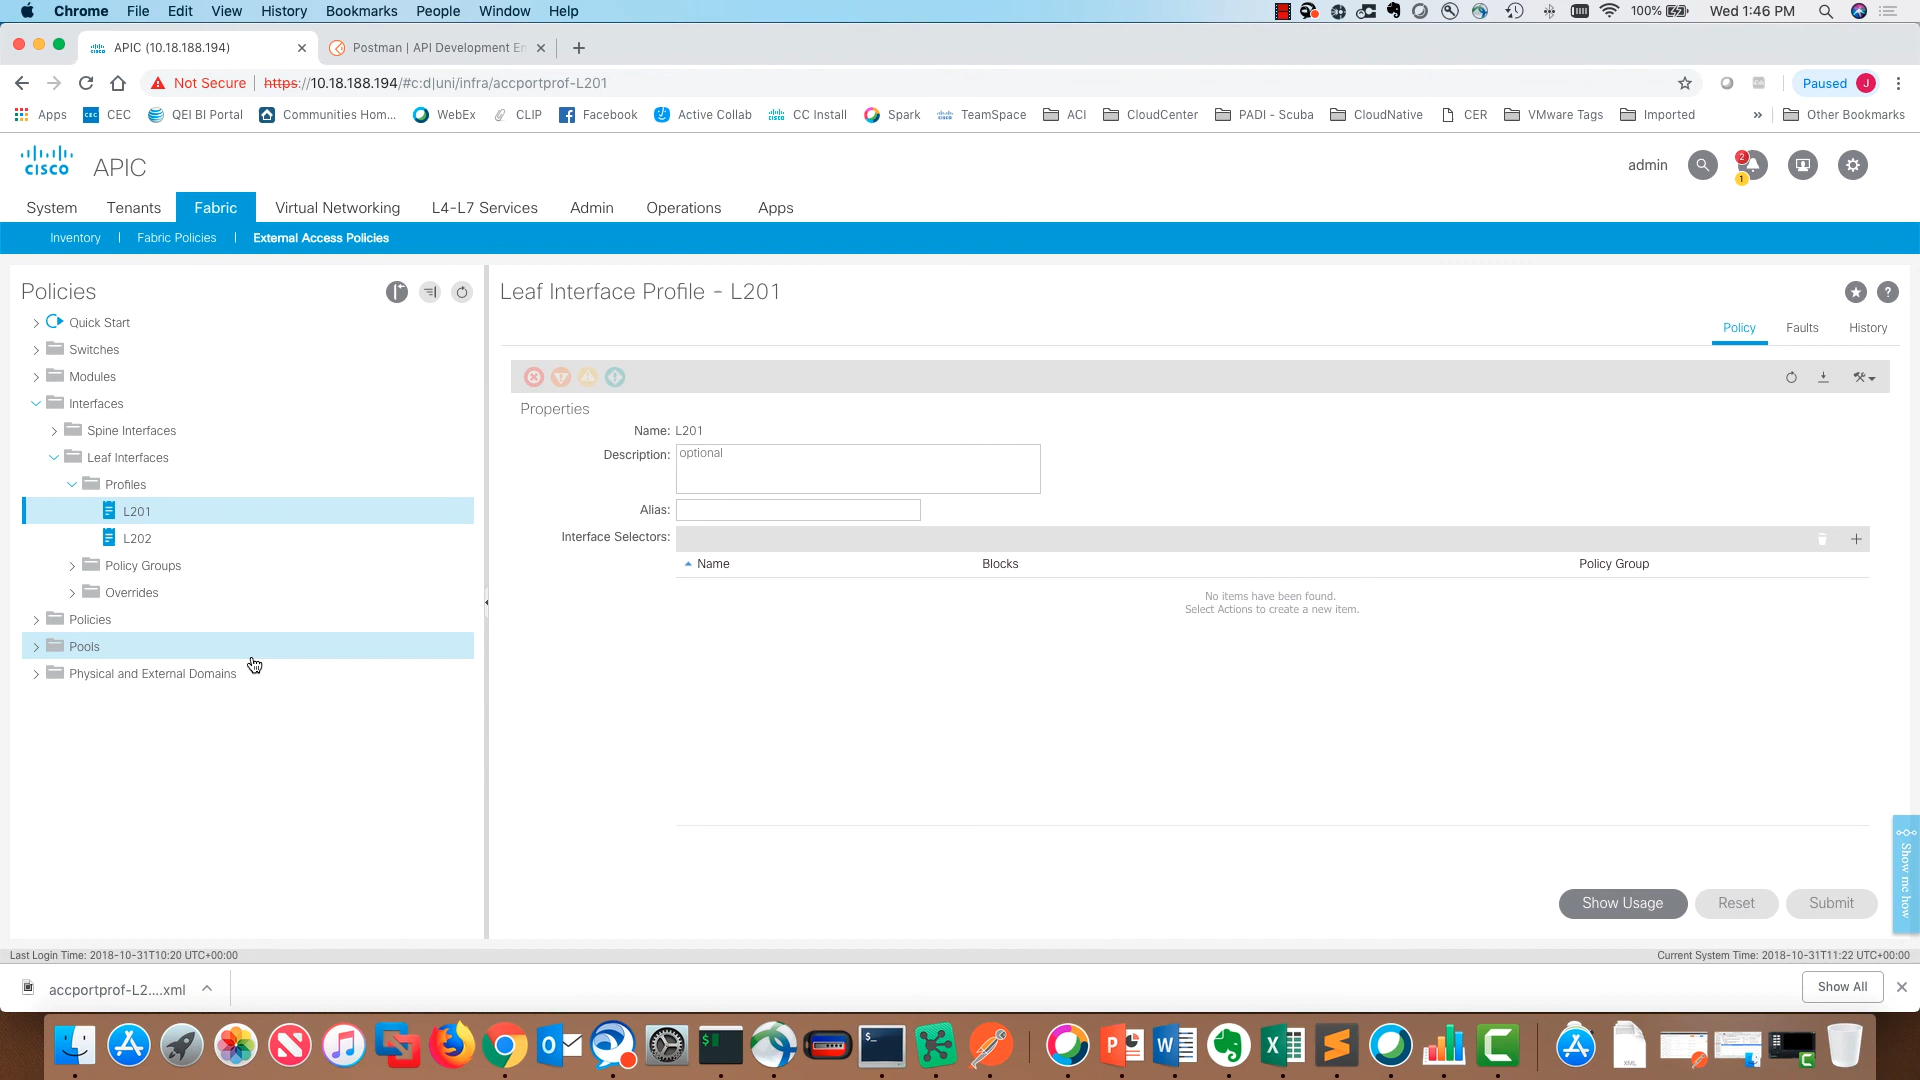 Chrome File Edit View History Bookmarks People Window Help 100% Wed 1:46 PM
APIC (10.18.188.194) Postman | API Development En
Not Secure https://10.18.188.194/#c:d|uni/infra/accportprof-L201 Paused J
Apps CEC CEC QEI BI Portal Communities Hom... WebEx CLIP Facebook Active Collab CC Install Spark TeamSpace ACI CloudCenter PADI - Scuba CloudNative CER VMware Tags Imported » Other Bookmarks
cisco APIC admin 2 1
System Tenants Fabric Virtual Networking L4-L7 Services Admin Operations Apps
Inventory | Fabric Policies | External Access Policies
Policies
Quick Start
Switches
Modules
Interfaces
Spine Interfaces
Leaf Interfaces
Profiles
L201
L202
Policy Groups
Overrides
Policies
Pools
Physical and External Domains
Leaf Interface Profile - L201
Policy Faults History
Properties
Name: L201
Description: optional
Alias:
Interface Selectors:
Name Blocks Policy Group
No items have been found.
Select Actions to create a new item.
Show me how
Show Usage Reset Submit
Last Login Time: 2018-10-31T10:20 UTC+00:00 Current System Time: 2018-10-31T11:22 UTC+00:00
accportprof-L2....xml Show All